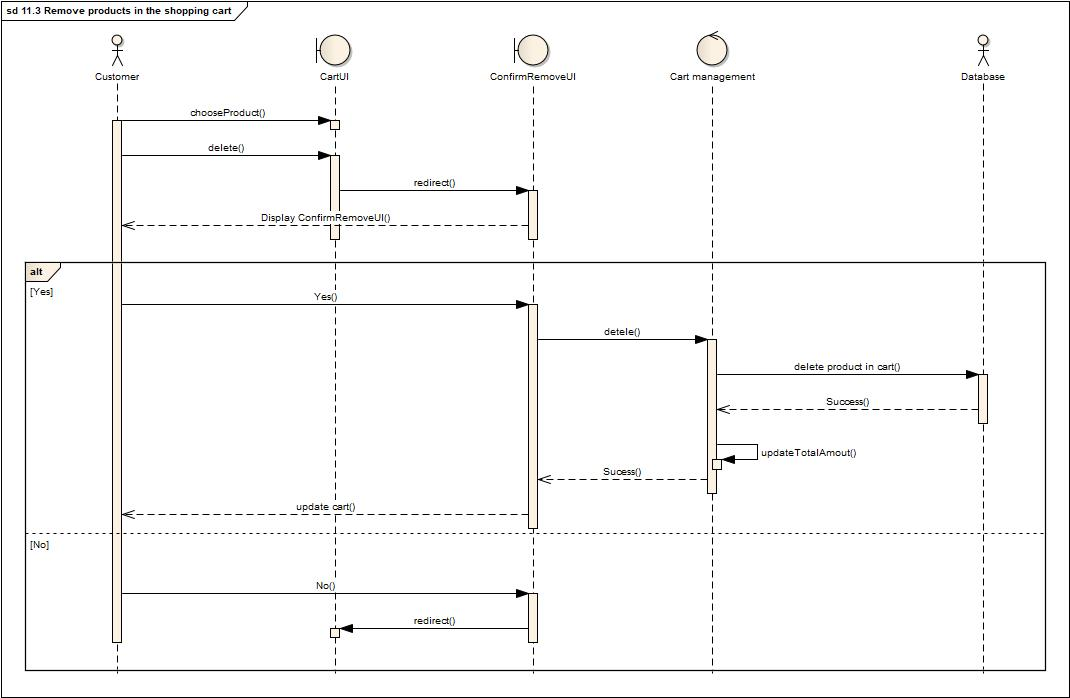 sd 11.3 Remove products in the shopping cart
Customer
CartUI
ConfirmRemoveUI
Cart management
Database
chooseProduct()
delete()
redirect()
Display ConfirmRemoveUI()
alt
[Yes]
Yes()
detele()
delete product in cart()
Success()
updateTotalAmout()
Sucess()
update cart()
[No]
No()
redirect()